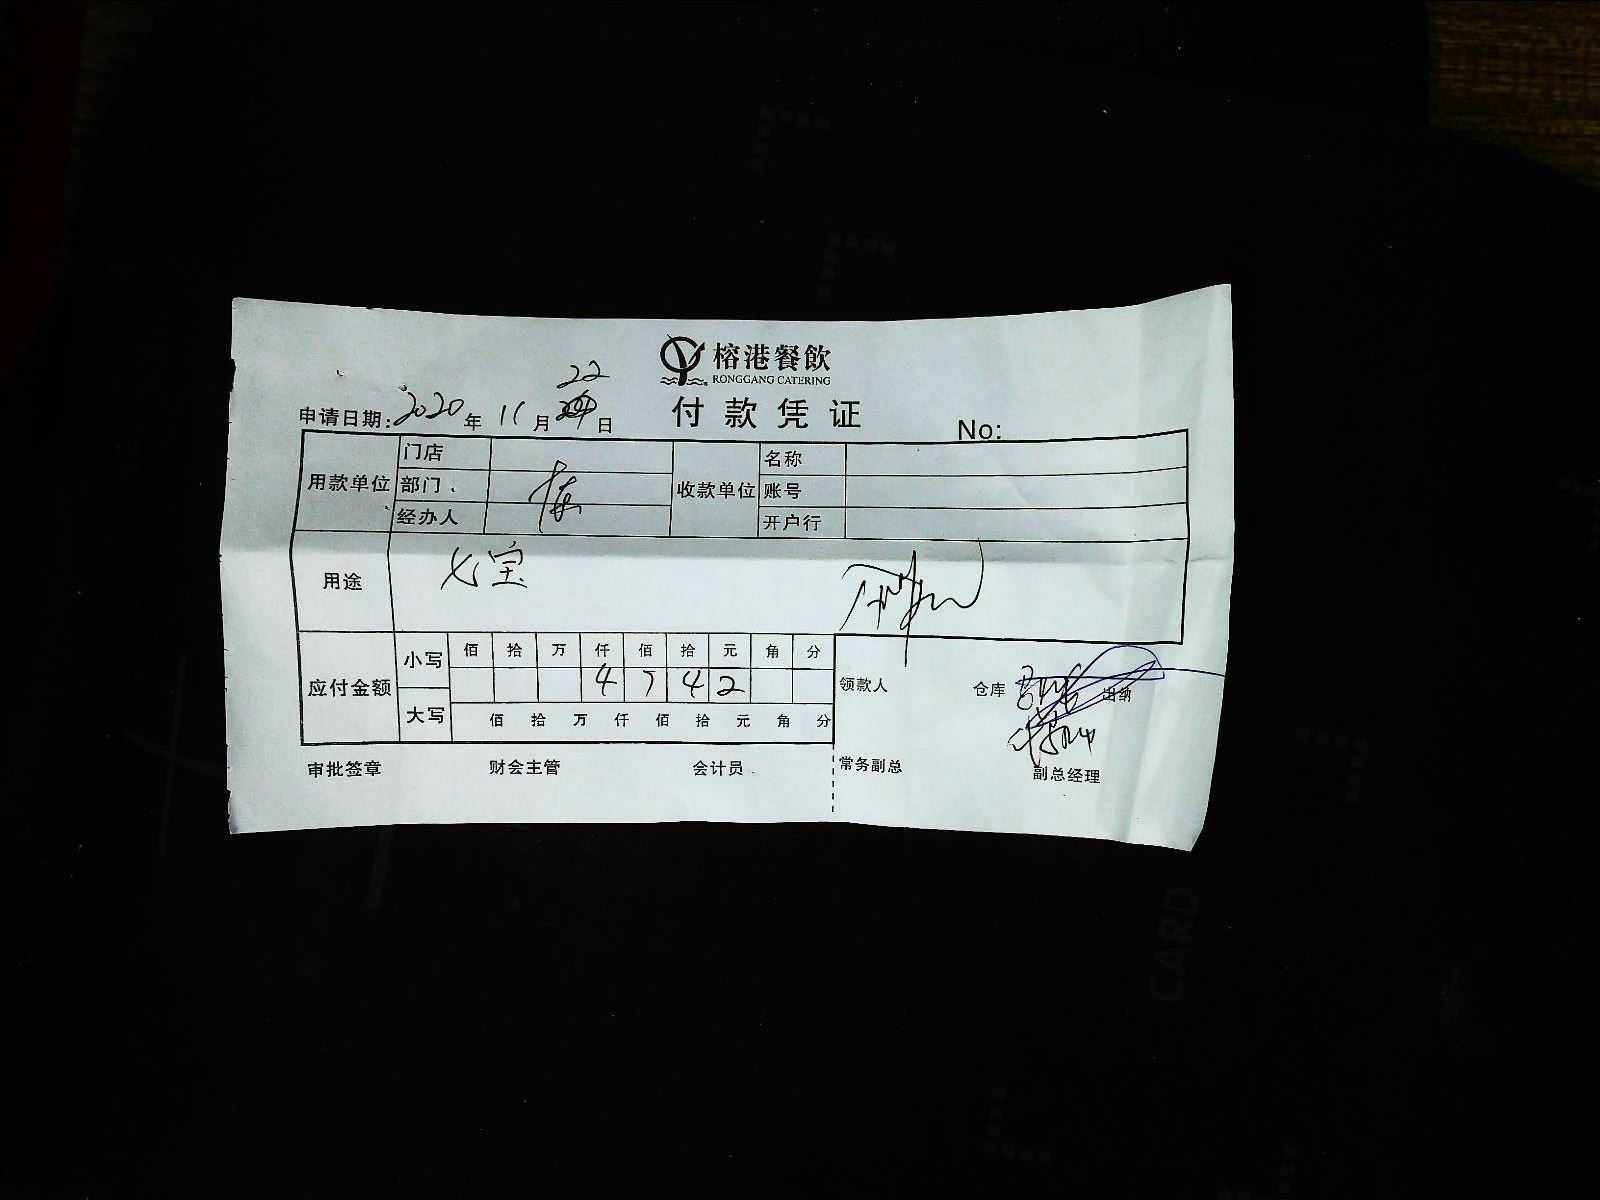 榕港餐飲
RONGGANG CATERING
付款凭证
22
申请日期: 2020 年 11 月 日
No:
用款单位 门店 收款单位 名称
部门 账号
经办人 开户行
用途 七宝
应付金额 小写 佰 拾 万 仟 佰 拾 元 角 分
4 7 4 2
大写 佰 拾 万 仟 佰 拾 元 角 分
领款人 仓库 出纳
审批签章 财会主管 会计员 常务副总 副总经理
CARD